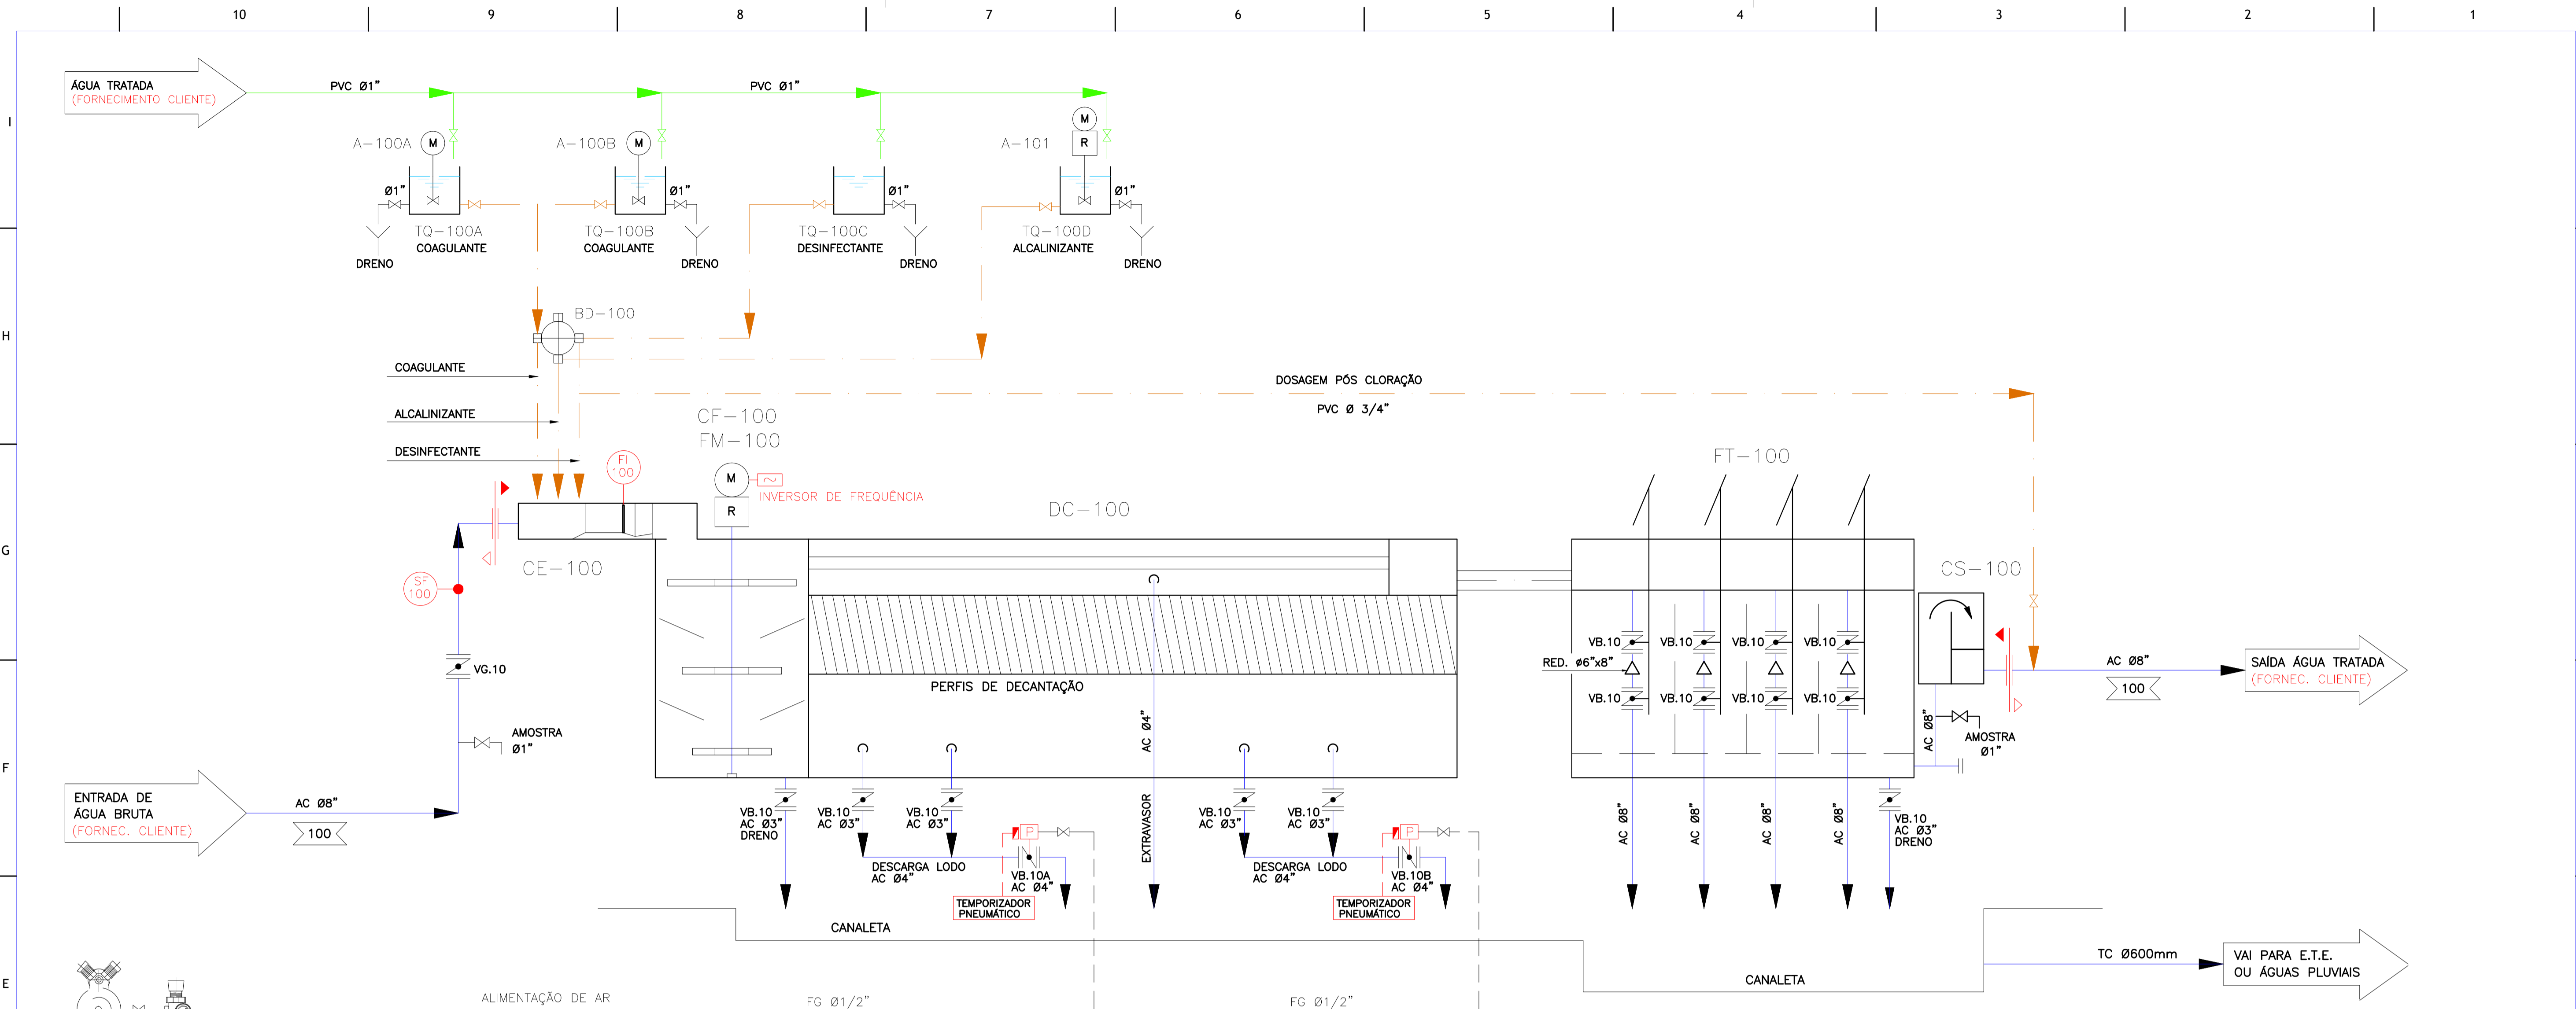 10 9 8 7 6 5 4 3 2 1
I
H
G
F
E
ÁGUA TRATADA
(FORNECIMENTO CLIENTE)
PVC Ø1"
PVC Ø1"
A-100A
M
A-100B
M
A-101
M
R
Ø1"
Ø1"
Ø1"
Ø1"
TQ-100A
COAGULANTE
TQ-100B
COAGULANTE
TQ-100C
DESINFECTANTE
TQ-100D
ALCALINIZANTE
DRENO
DRENO
DRENO
DRENO
BD-100
COAGULANTE
ALCALINIZANTE
DESINFECTANTE
DOSAGEM PÓS CLORAÇÃO
PVC Ø 3/4"
CF-100
FM-100
FI
100
M
R
INVERSOR DE FREQUÊNCIA
DC-100
FT-100
CE-100
CS-100
SF
100
VG.10
AMOSTRA
Ø1"
ENTRADA DE
ÁGUA BRUTA
(FORNEC. CLIENTE)
AC Ø8"
100
PERFIS DE DECANTAÇÃO
AC Ø4"
EXTRAVASOR
VB.10
AC Ø3"
DRENO
VB.10
AC Ø3"
VB.10
AC Ø3"
DESCARGA LODO
AC Ø4"
P
VB.10A
AC Ø4"
TEMPORIZADOR
PNEUMÁTICO
VB.10
AC Ø3"
VB.10
AC Ø3"
DESCARGA LODO
AC Ø4"
P
VB.10B
AC Ø4"
TEMPORIZADOR
PNEUMÁTICO
VB.10 VB.10 VB.10 VB.10
RED. Ø6"x8"
VB.10 VB.10 VB.10 VB.10
AC Ø8"
AC Ø8"
AC Ø8"
AC Ø8"
VB.10
AC Ø3"
DRENO
AC Ø8"
AMOSTRA
Ø1"
AC Ø8"
100
SAÍDA ÁGUA TRATADA
(FORNEC. CLIENTE)
CANALETA
CANALETA
TC Ø600mm
VAI PARA E.T.E.
OU ÁGUAS PLUVIAIS
ALIMENTAÇÃO DE AR
FG Ø1/2"
FG Ø1/2"